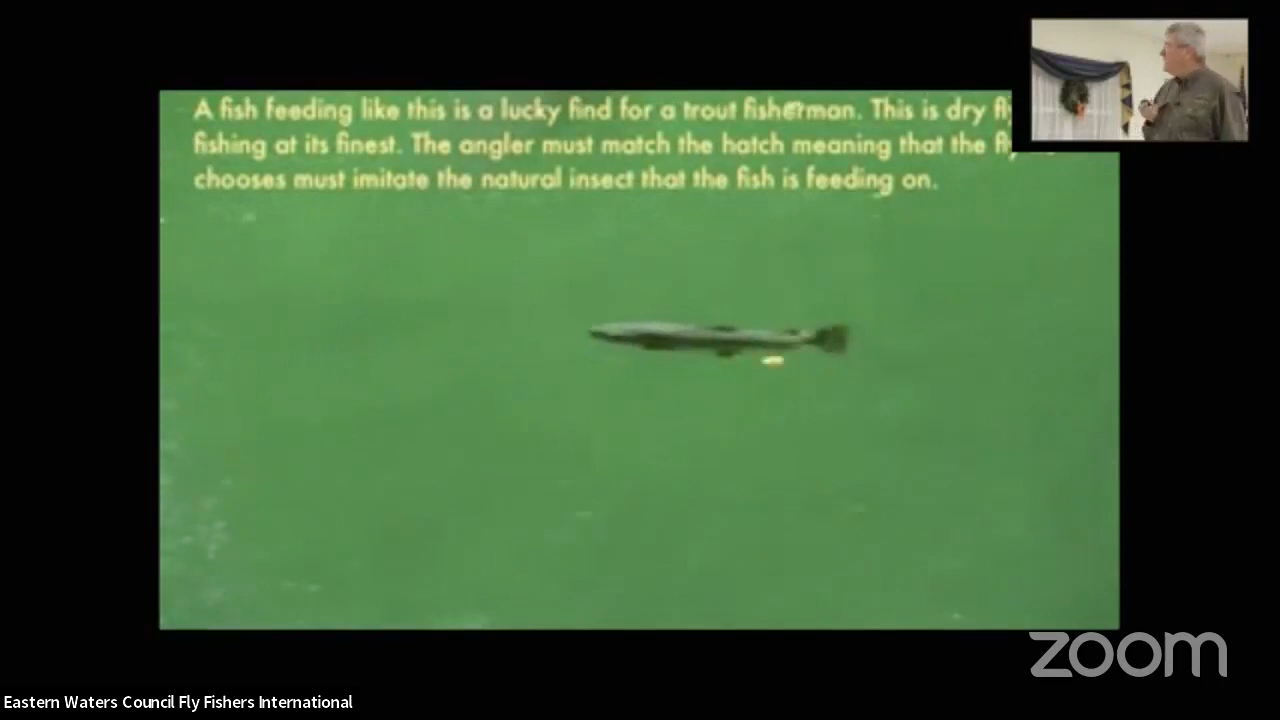 A fish feeding like this is a lucky find for a trout fisherman. This is dry
fishing at its finest. The angler must match the hatch meaning that the
chooses must imitate the natural insect that the fish is feeding on.
zoom
Eastern Waters Council Fly Fishers International